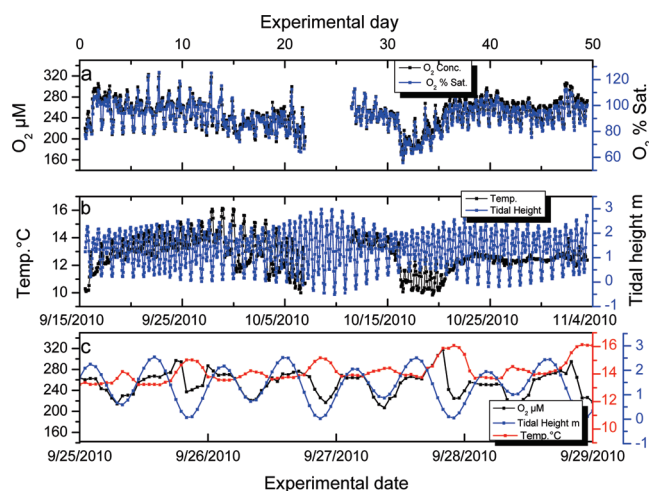 Experimental day
0 10 20 30 40 50
a
O2 Conc.
O2 % Sat.
320
280
240
200
160
O2 µM
120
100
80
60
O2 % Sat.
b
Temp.
Tidal Height
16
14
12
10
Temp.°C
3
2
1
0
-1
Tidal height m
9/15/2010 9/25/2010 10/5/2010 10/15/2010 10/25/2010 11/4/2010
c
320
280
240
200
160
16
14
12
10
3
2
1
0
-1
O2 µM
Tidal Height m
Temp.°C
9/25/2010 9/26/2010 9/27/2010 9/28/2010 9/29/2010
Experimental date